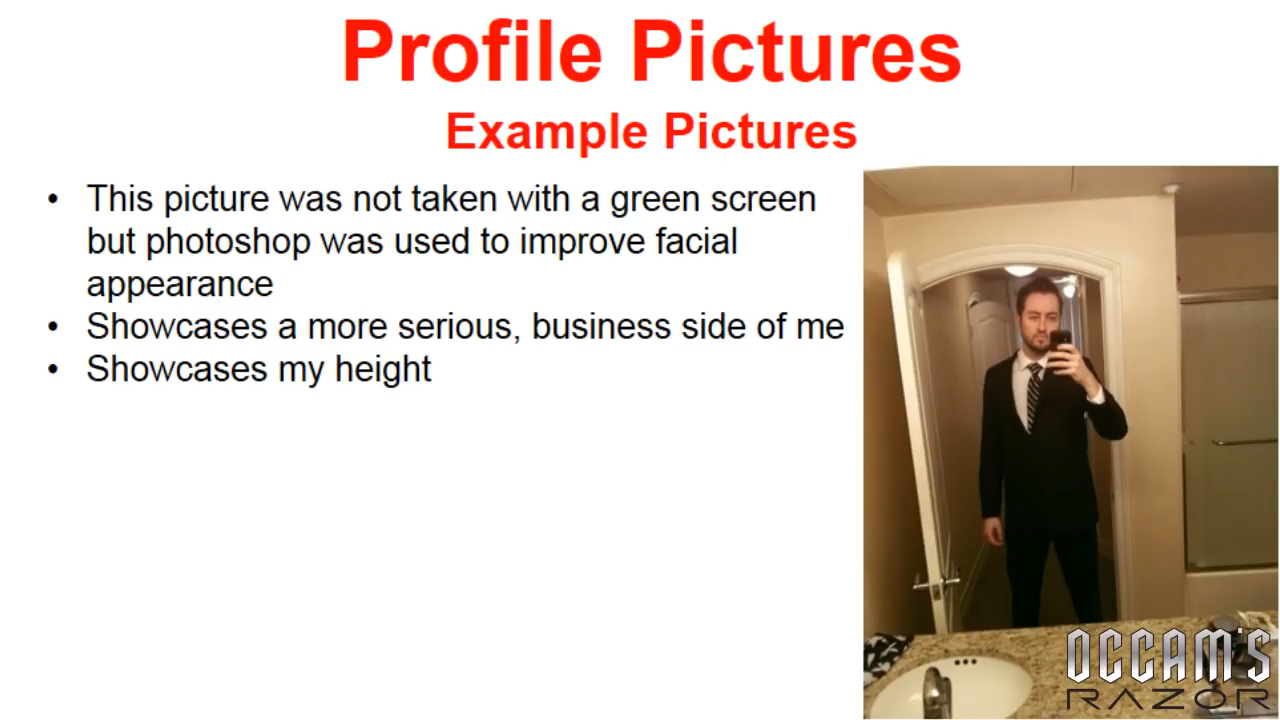 Profile Pictures
Example Pictures
• This picture was not taken with a green screen
but photoshop was used to improve facial
appearance
• Showcases a more serious, business side of me
• Showcases my height
OCCAM'S
RAZOR